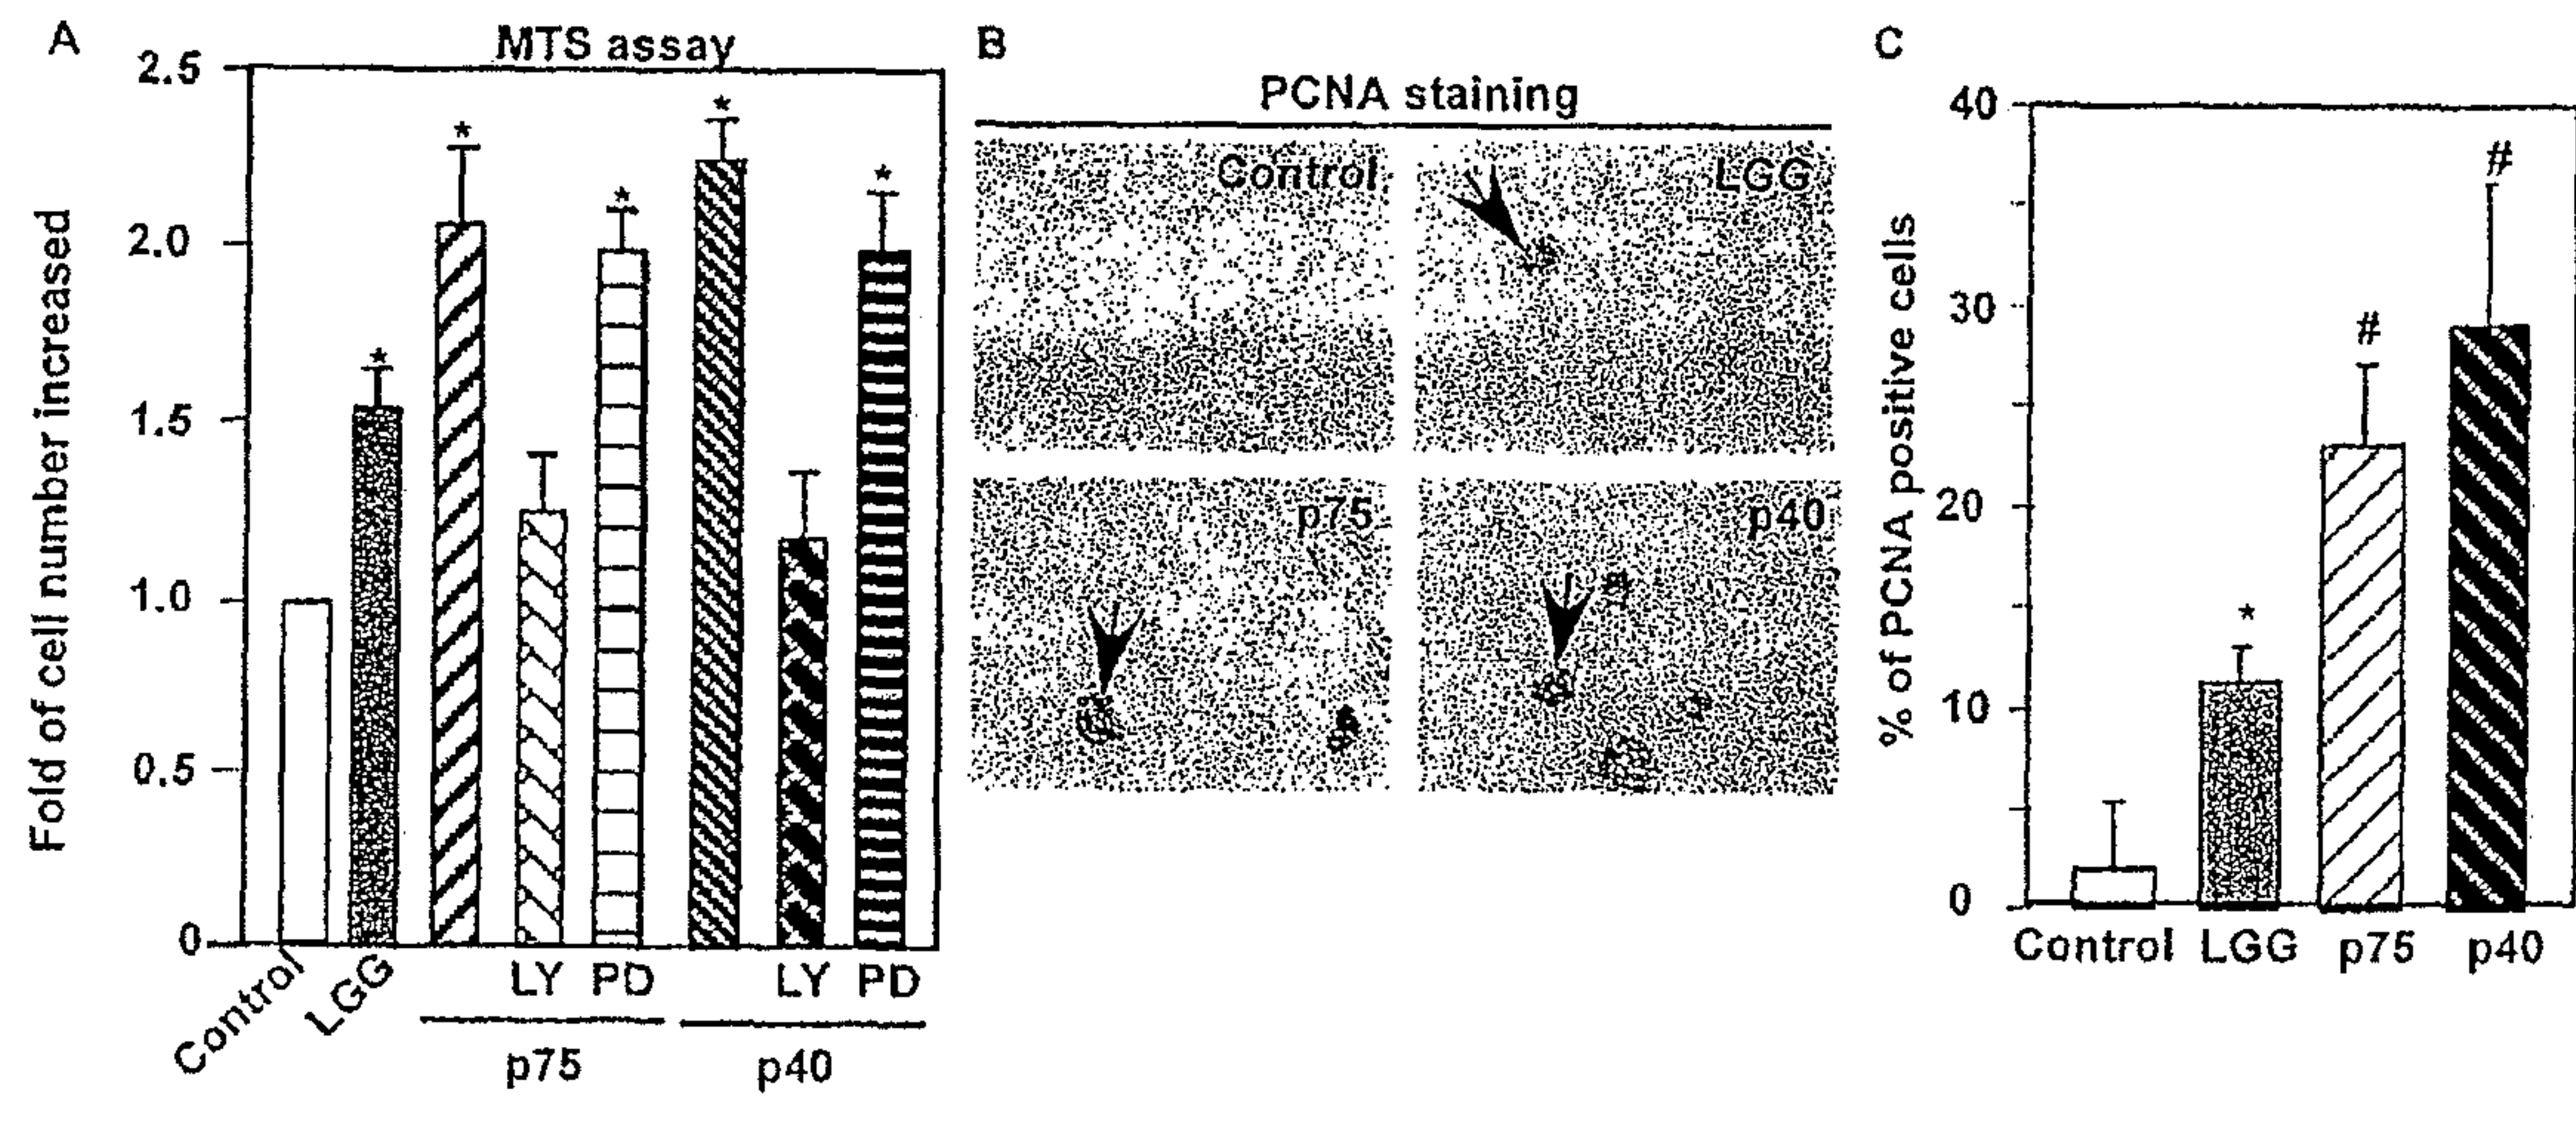 A
MTS assay
Fold of cell number increased
2.5
*
*
*
*
2.0
*
1.5
1.0
0.5
0
Control
LGG
LY PD
LY PD
p75
p40
B
PCNA staining
Control
LGG
p75
p40
C
% of PCNA positive cells
40
#
30
#
20
*
10
0
Control LGG p75 p40